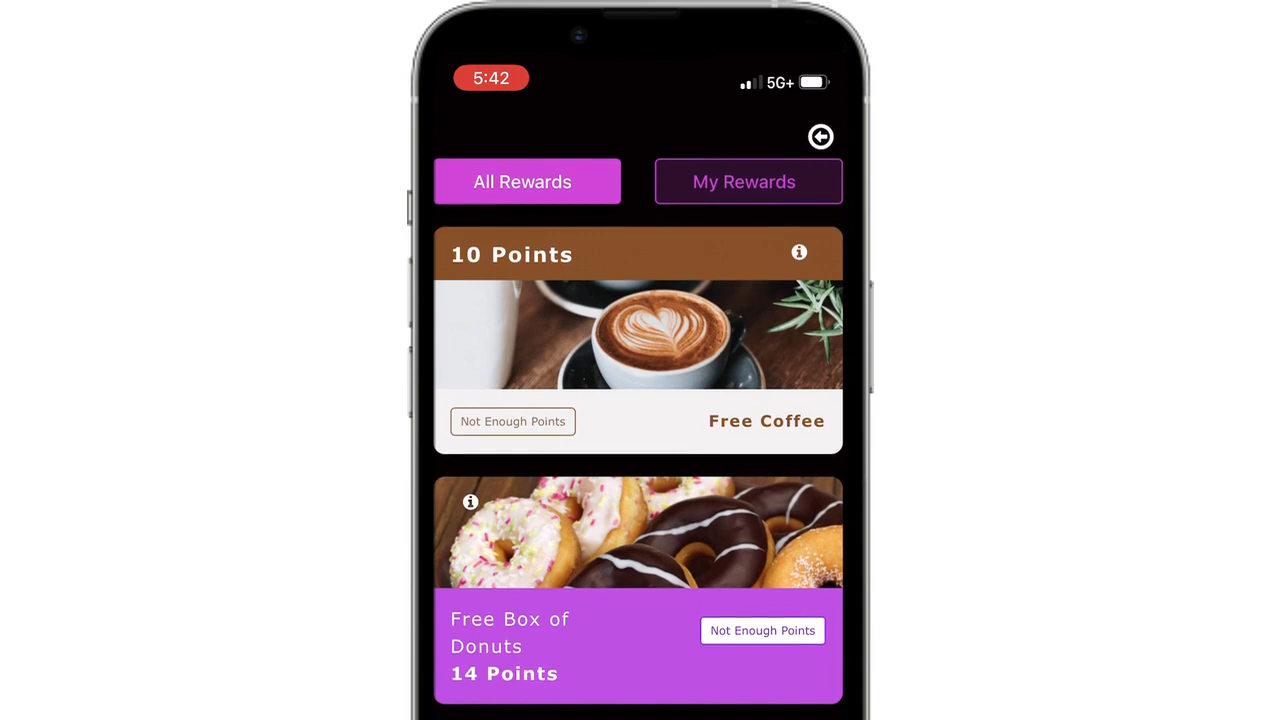 5:42
5G+
All Rewards
My Rewards
10 Points
Not Enough Points
Free Coffee
Free Box of
Donuts
14 Points
Not Enough Points